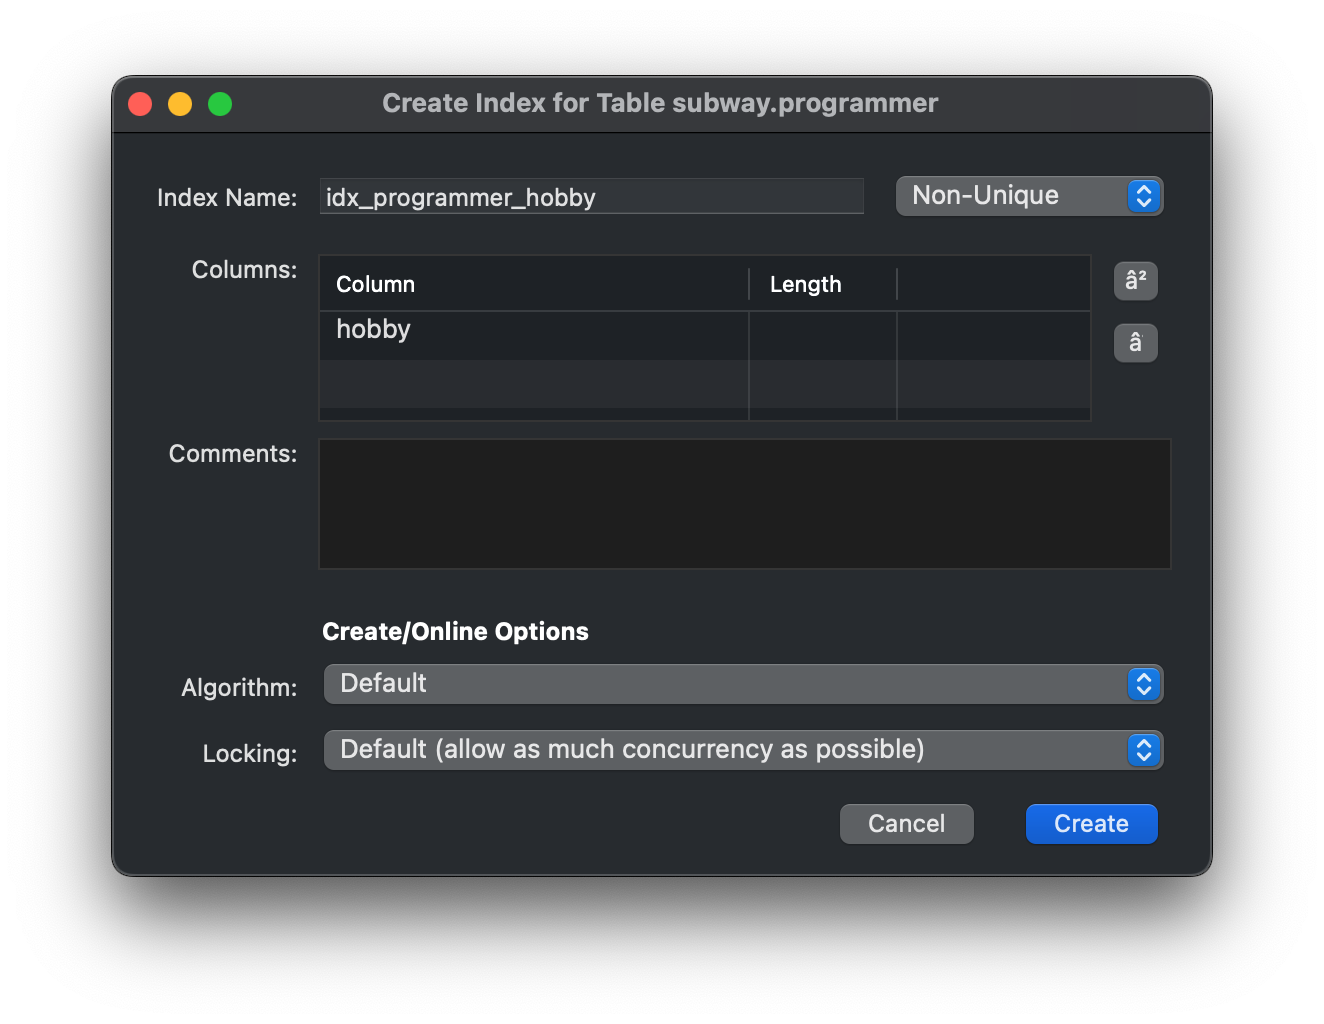 Create Index for Table subway.programmer
Index Name: idx_programmer_hobby Non-Unique
Columns: Column Length â²
hobby
â
Comments:
Create/Online Options
Algorithm: Default
Locking: Default (allow as much concurrency as possible)
Cancel Create